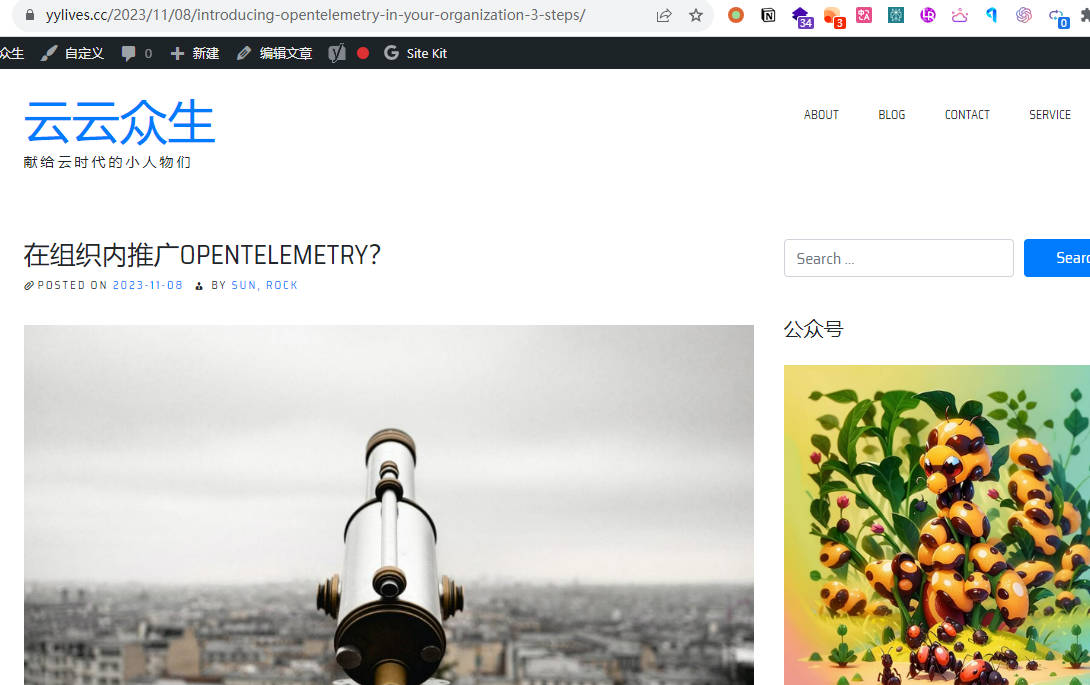 yylives.cc/2023/11/08/introducing-opentelemetry-in-your-organization-3-steps/
34
3
0
众生 自定义 0 新建 编辑文章 Site Kit
云云众生
献给云时代的小人物们
ABOUT BLOG CONTACT SERVICE
在组织内推广OPENTELEMETRY?
POSTED ON 2023-11-08 BY SUN, ROCK
Search ...
公众号